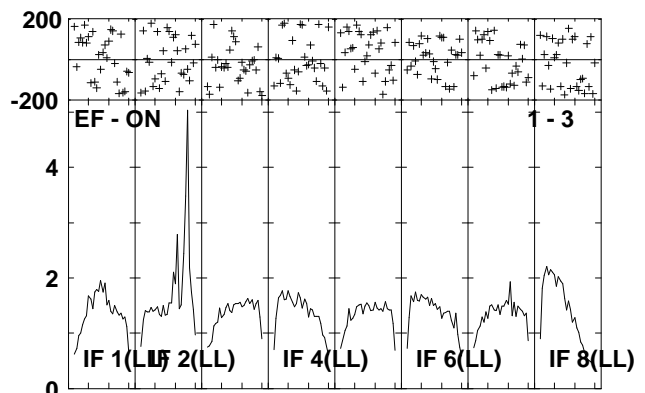 200
-200
EF - ON 1 - 3
4
2
IF 1(LL) IF 2(LL) IF 4(LL) IF 6(LL) IF 8(LL)
0